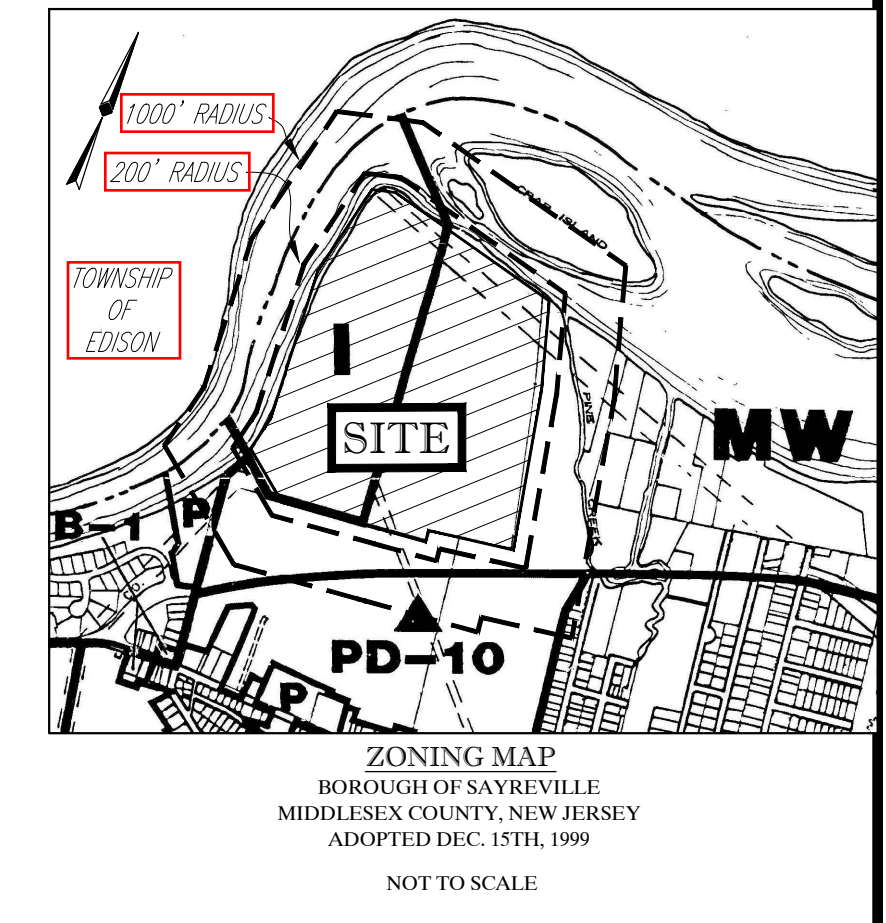 1000' RADIUS
200' RADIUS
CRAB ISLAND
TOWNSHIP
OF
EDISON
I
SITE
PINE
CREEK
MW
B-1
P
PD-10
P
ZONING MAP
BOROUGH OF SAYREVILLE
MIDDLESEX COUNTY, NEW JERSEY
ADOPTED DEC. 15TH, 1999
NOT TO SCALE